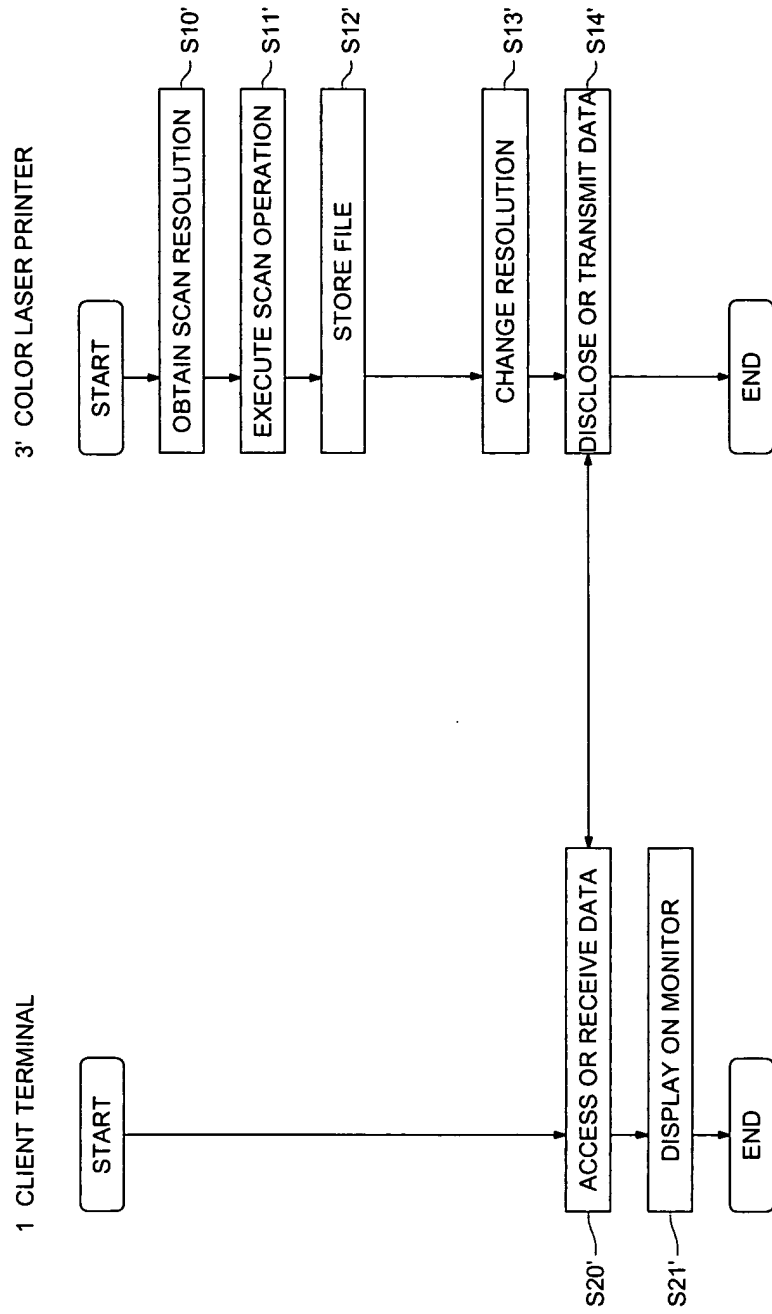 1 CLIENT TERMINAL
START
S20' ACCESS OR RECEIVE DATA
S21' DISPLAY ON MONITOR
END
3' COLOR LASER PRINTER
START
OBTAIN SCAN RESOLUTION S10'
EXECUTE SCAN OPERATION S11'
STORE FILE S12'
CHANGE RESOLUTION S13'
DISCLOSE OR TRANSMIT DATA S14'
END